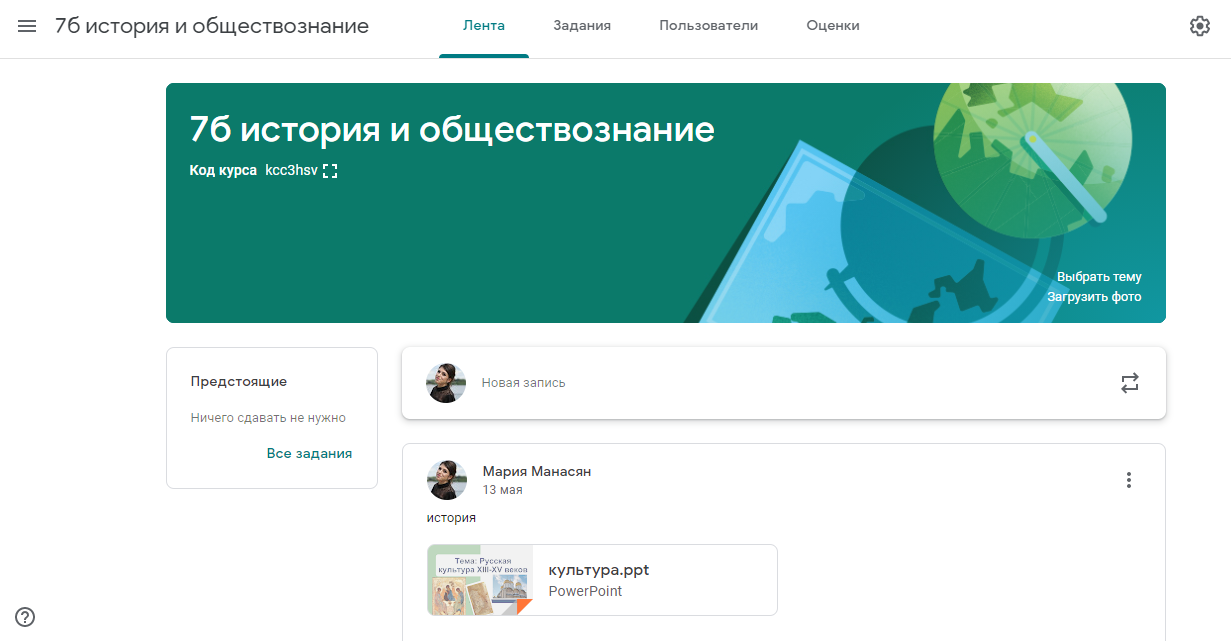 7б история и обществознание
Лента
Задания
Пользователи
Оценки
7б история и обществознание
Код курса kcc3hsv
Выбрать тему
Загрузить фото
Предстоящие
Ничего сдавать не нужно
Все задания
Новая запись
Мария Манасян
13 мая
история
Тема: Русская
культура XIII-XV веков
культура.ppt
PowerPoint